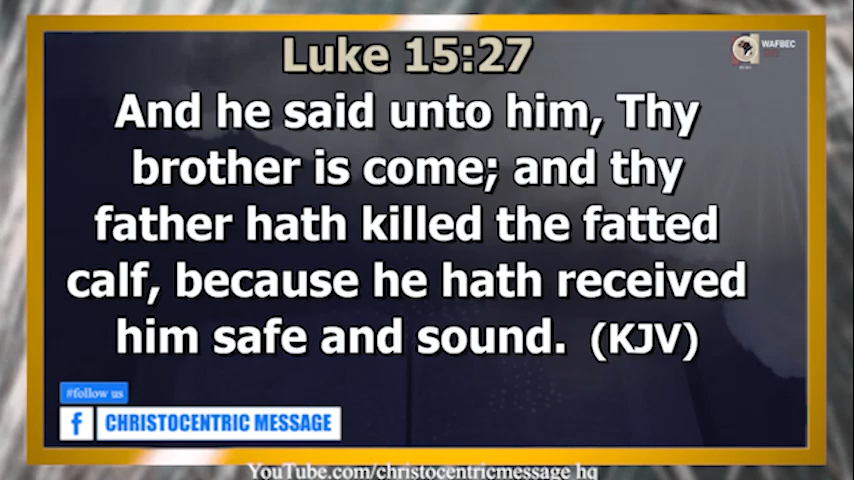 Luke 15:27
WAFBEC
And he said unto him, Thy
brother is come; and thy
father hath killed the fatted
calf, because he hath received
him safe and sound. (KJV)
#follow us
f CHRISTOCENTRIC MESSAGE
YouTube.com/christocentricmessage hq